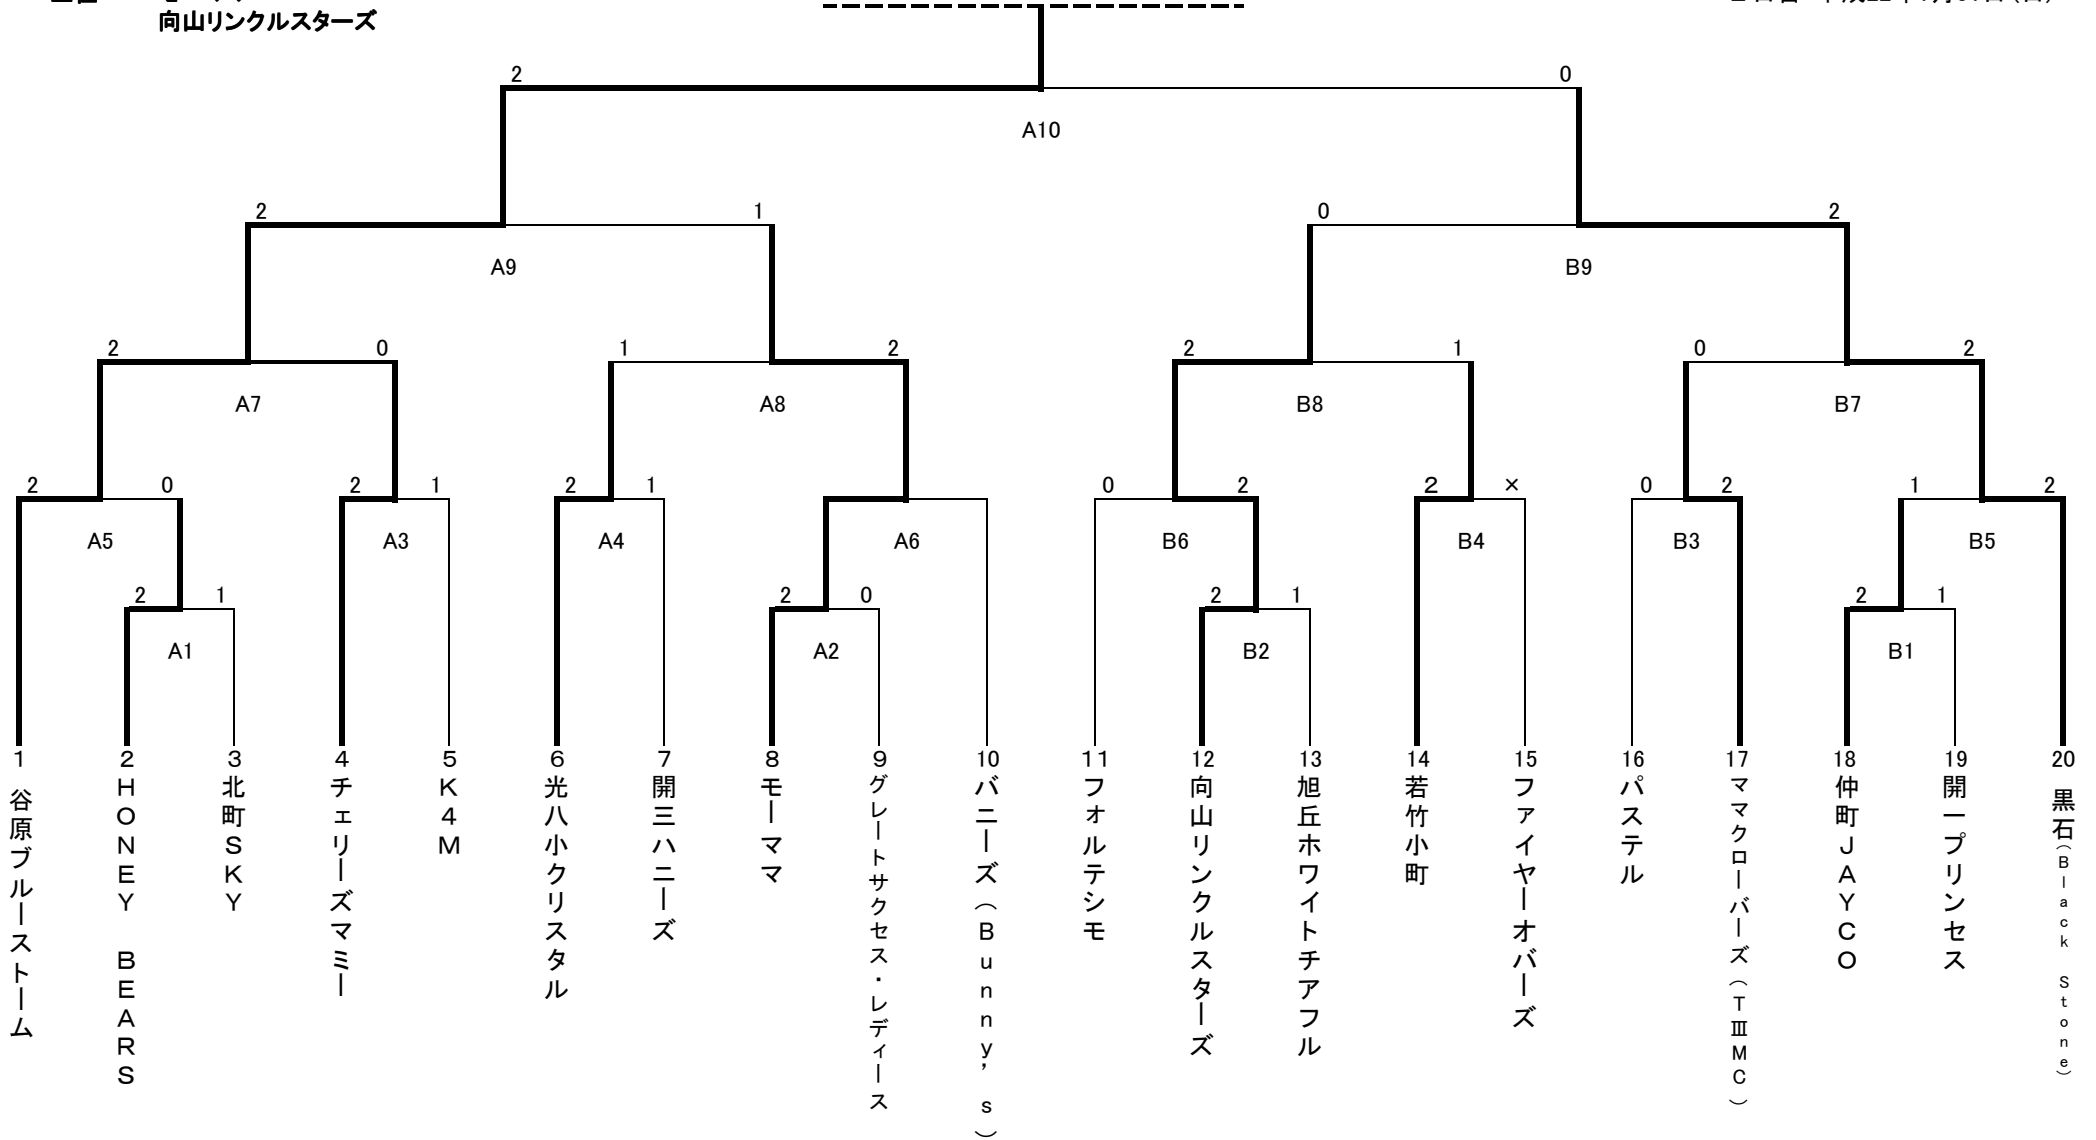 向山リンクルスターズ
2 0
A10
2 1 0 2
A9 B9
2 0 1 2 2 1 0 2
A7 A8 B8 B7
2 0 2 1 2 1 0 2 2 × 0 2 1 2
A5 A3 A4 A6 B6 B4 B3 B5
2 1 2 0 2 1 2 1
A1 A2 B2 B1
1 谷原ブルーストーム
2 HONEY BEARS
3 北町SKY
4 チェリーズマミー
5 K4M
6 光八小クリスタル
7 開三ハニーズ
8 モーママ
9 グレートサクセス・レディース
10 バニーズ(Bunny's)
11 フォルテシモ
12 向山リンクルスターズ
13 旭丘ホワイトチアフル
14 若竹小町
15 ファイヤーオバーズ
16 パステル
17 ママクローバーズ(TⅢMC)
18 仲町JAYCO
19 開一プリンセス
20 黒石(Black Stone)